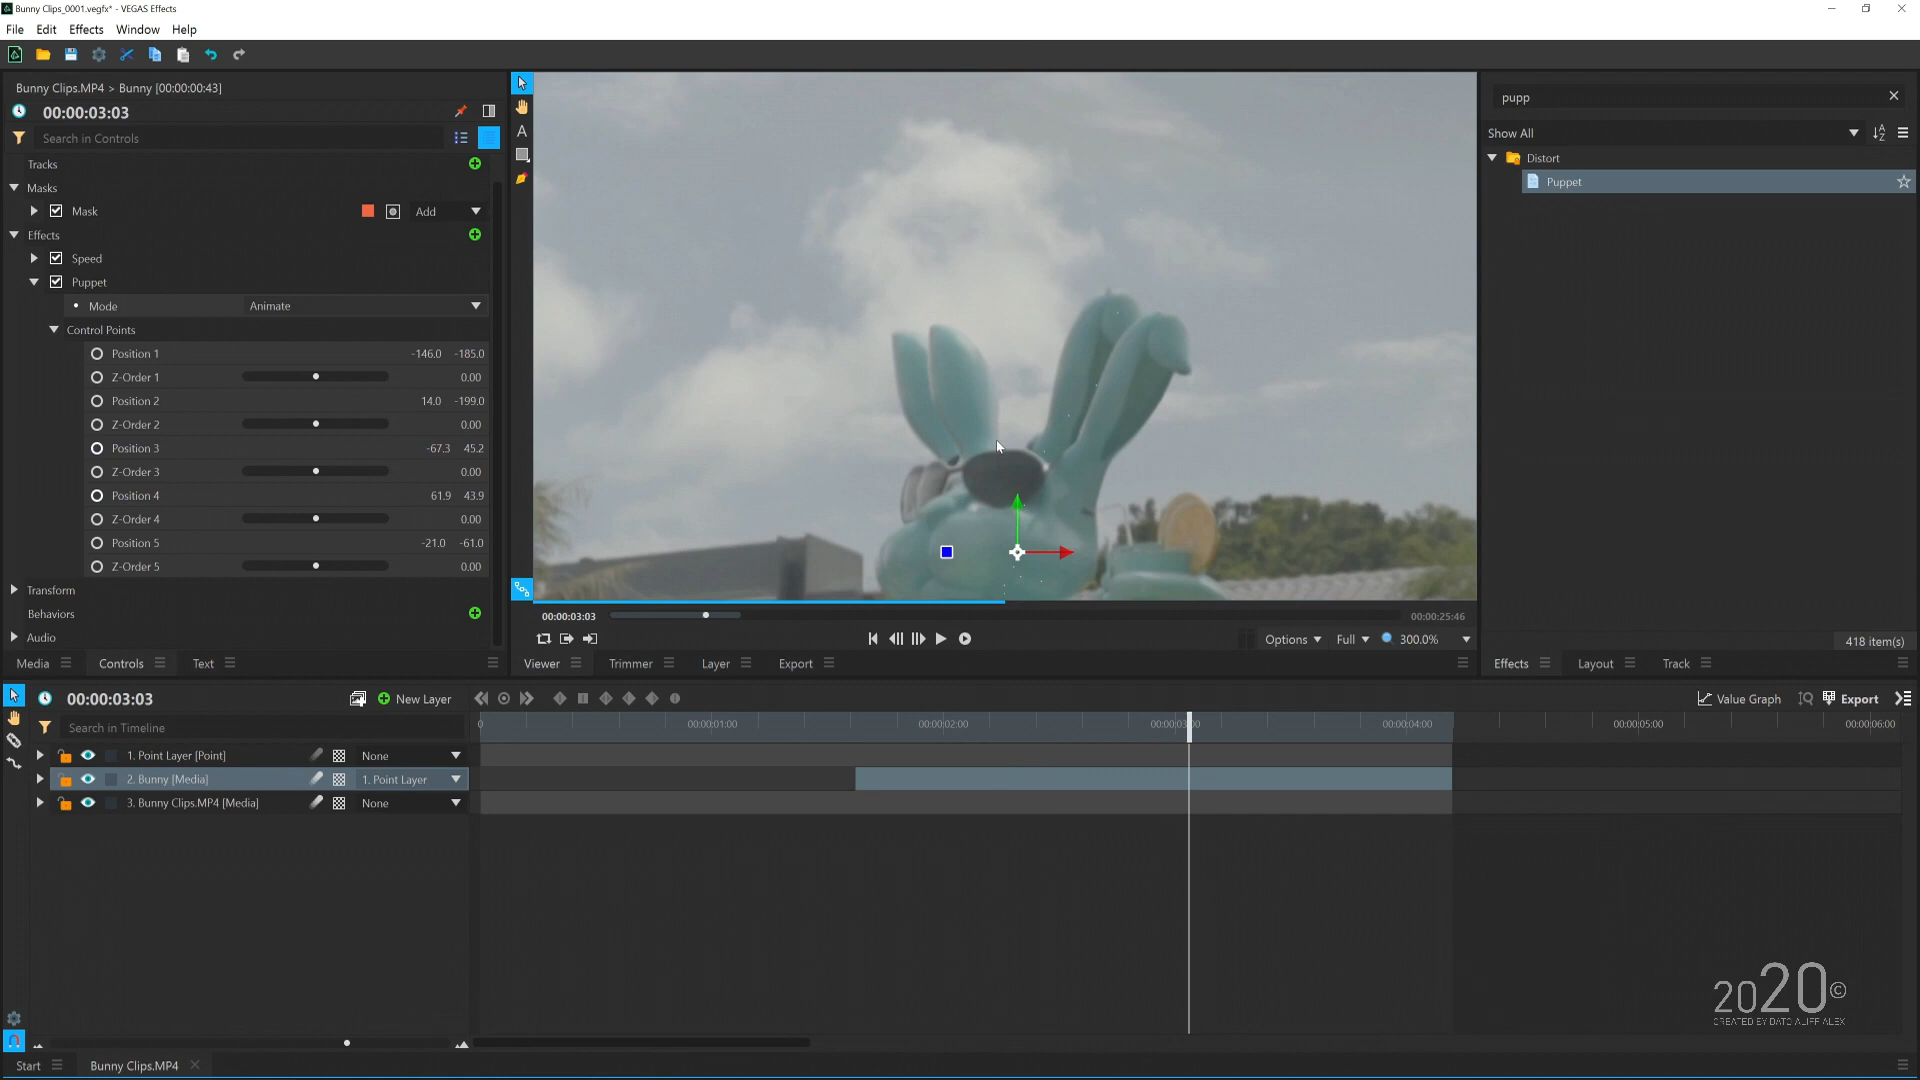 Bunny Clips_0001.vegfx* - VEGAS Effects
File Edit Effects Window Help
Bunny Clips.MP4 > Bunny [00:00:00:43]
00:00:03:03
Search in Controls
Tracks
Masks
Mask Add
Effects
Speed
Puppet
Mode Animate
Control Points
Position 1 -146.0 -185.0
Z-Order 1 0.00
Position 2 14.0 -199.0
Z-Order 2 0.00
Position 3 -67.3 45.2
Z-Order 3 0.00
Position 4 61.9 43.9
Z-Order 4 0.00
Position 5 -21.0 -61.0
Z-Order 5 0.00
Transform
Behaviors
Audio
Media Controls Text
A
00:00:03:03 00:00:25:46
Options Full 300.0%
Viewer Trimmer Layer Export
pupp
Show All
Distort
Puppet
418 item(s)
Effects Layout Track
00:00:03:03 New Layer
Value Graph Export
Search in Timeline
0 00:00:01:00 00:00:02:00 00:00:04:00 00:00:05:00 00:00:06:00
1. Point Layer [Point] None
2. Bunny [Media] 1. Point Layer
3. Bunny Clips.MP4 [Media] None
2020©
CREATED BY DATO ALIFF ALEX
Start Bunny Clips.MP4